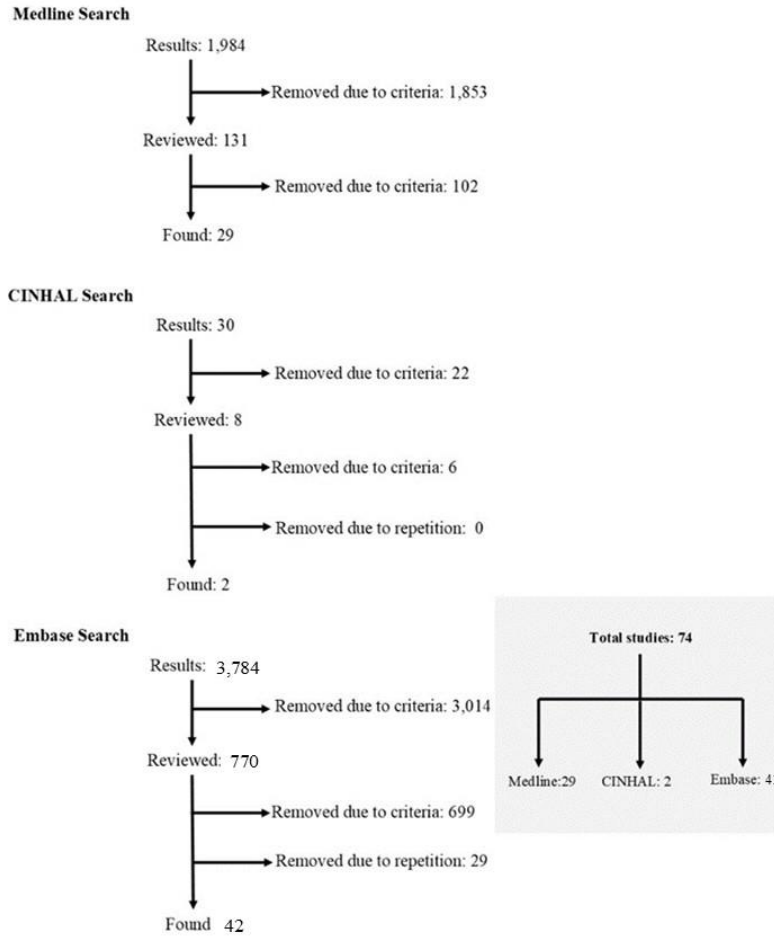 Medline Search
Results: 1,984
Removed due to criteria: 1,853
Reviewed: 131
Removed due to criteria: 102
Found: 29
CINHAL Search
Results: 30
Removed due to criteria: 22
Reviewed: 8
Removed due to criteria: 6
Removed due to repetition: 0
Found: 2
Embase Search
Results: 3,784
Removed due to criteria: 3,014
Reviewed: 770
Removed due to criteria: 699
Removed due to repetition: 29
Found 42
Total studies: 74
Medline:29 CINHAL: 2 Embase: